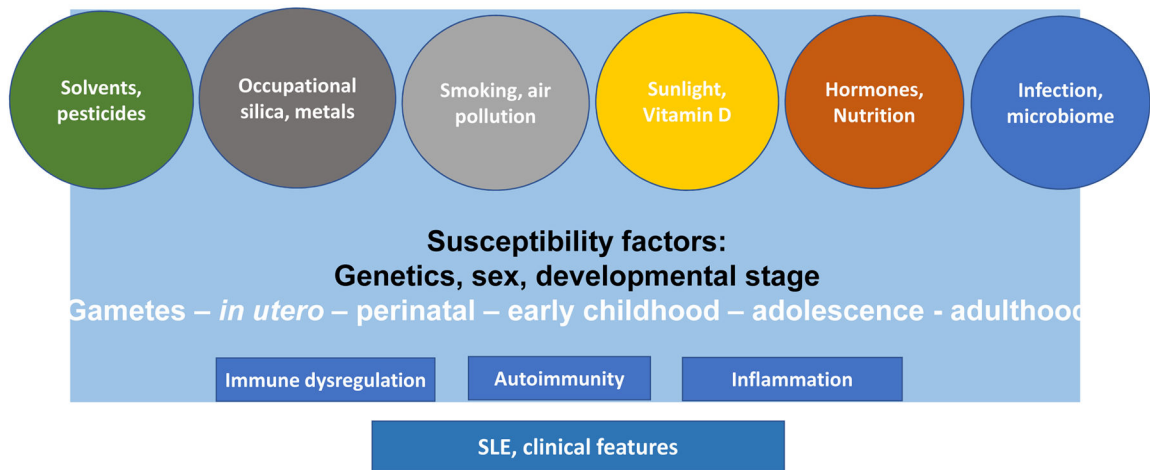 Solvents,
pesticides
Occupational
silica, metals
Smoking, air
pollution
Sunlight,
Vitamin D
Hormones,
Nutrition
Infection,
microbiome
Susceptibility factors:
Genetics, sex, developmental stage
Gametes – in utero – perinatal – early childhood – adolescence - adulthood
Immune dysregulation
Autoimmunity
Inflammation
SLE, clinical features